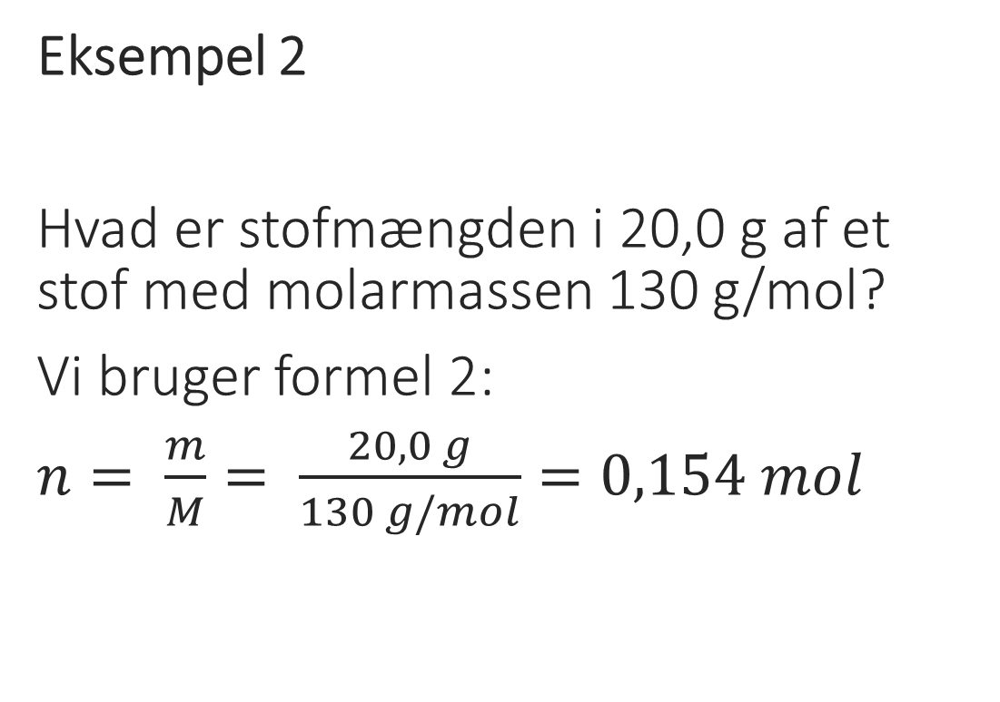 Eksempel 2
Hvad er stofmængden i 20,0 g af et
stof med molarmassen 130 g/mol?
Vi bruger formel 2:
n = m/M = 20,0 g / 130 g/mol = 0,154 mol